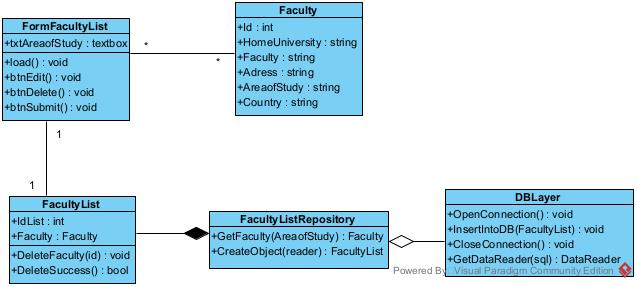 Faculty
+Id : int
+HomeUniversity : string
+Faculty : string
+Adress : string
+AreaofStudy : string
+Country : string
FormFacultyList
+txtAreaofStudy : textbox
+load() : void
+btnEdit() : void
+btnDelete() : void
+btnSubmit() : void
*
*
1
1
FacultyList
+IdList : int
+Faculty : Faculty
+DeleteFaculty(id) : void
+DeleteSuccess() : bool
FacultyListRepository
+GetFaculty(AreaofStudy) : Faculty
+CreateObject(reader) : FacultyList
DBLayer
+OpenConnection() : void
+InsertIntoDB(FacultyList) : void
+CloseConnection() : void
+GetDataReader(sql) : DataReader
Powered By Visual Paradigm Community Edition